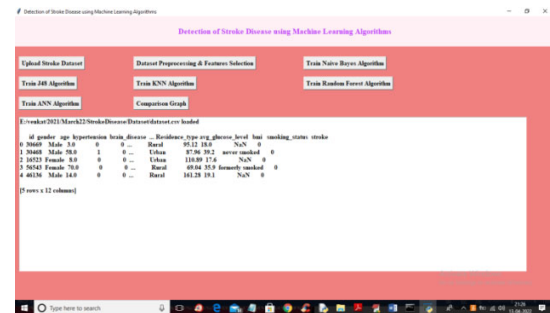 Detection of Stroke Disease using Machine Learning Algorithms
Detection of Stroke Disease using Machine Learning Algorithms
Upload Stroke Dataset Dataset Preprocessing & Features Selection Train Naive Bayes Algorithm
Train J48 Algorithm Train KNN Algorithm Train Random Forest Algorithm
Train ANN Algorithm Comparison Graph
E:/venkat/2021/March22/StrokeDisease/Dataset/dataset.csv loaded
id gender age hypertension brain_disease ... Residence_type avg_glucose_level bmi smoking_status stroke
0 30669 Male 3.0 0 0 ... Rural 95.12 18.0 NaN 0
1 30468 Male 58.0 1 0 ... Urban 87.96 39.2 never smoked 0
2 16523 Female 8.0 0 0 ... Urban 110.89 17.6 NaN 0
3 56543 Female 70.0 0 0 ... Rural 69.04 35.9 formerly smoked 0
4 46136 Male 14.0 0 0 ... Rural 161.28 19.1 NaN 0
[5 rows x 12 columns]
Type here to search
21:26